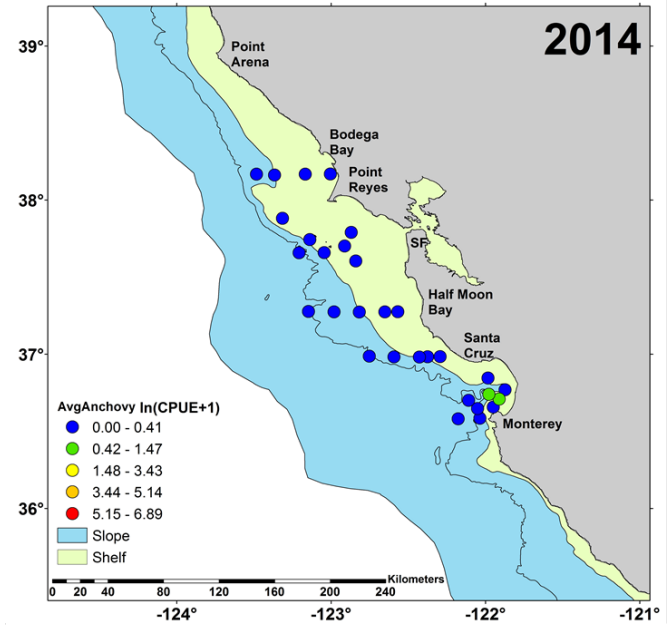 2014
39°
Point
Arena
Bodega
Bay
Point
Reyes
38°
SF
Half Moon
Bay
Santa
Cruz
37°
AvgAnchovy ln(CPUE+1)
0.00 - 0.41
0.42 - 1.47
1.48 - 3.43
3.44 - 5.14
5.15 - 6.89
Slope
Shelf
Monterey
36°
Kilometers
0 20 40 80 120 160 200 240
-124° -123° -122° -121°